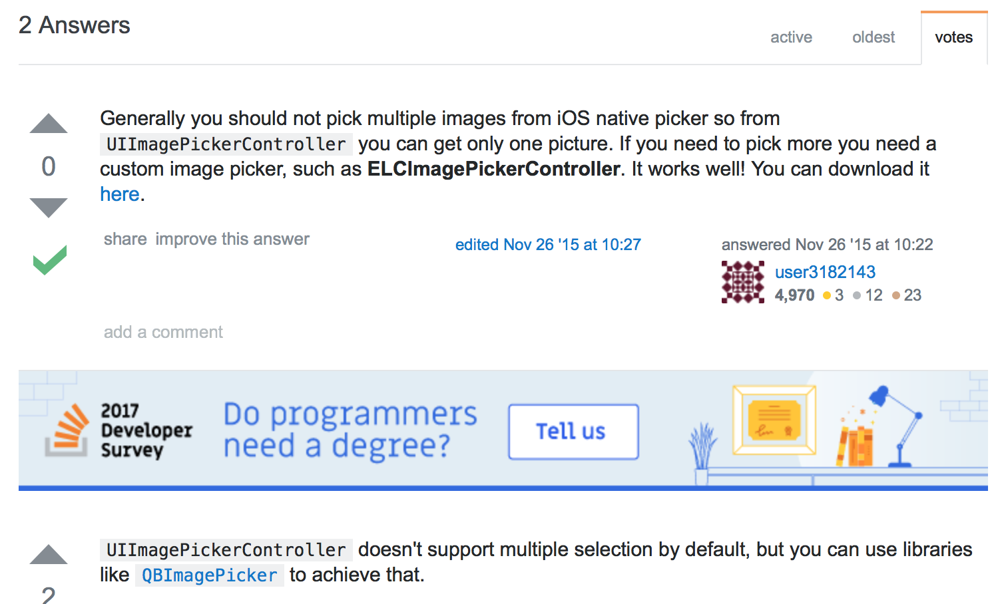 2 Answers
active oldest votes
Generally you should not pick multiple images from iOS native picker so from
UIImagePickerController you can get only one picture. If you need to pick more you need a
0
custom image picker, such as ELCImagePickerController. It works well! You can download it
here.
share improve this answer
edited Nov 26 '15 at 10:27
answered Nov 26 '15 at 10:22
user3182143
4,970 3 12 23
add a comment
2017
Developer
Survey
Do programmers
need a degree?
Tell us
UIImagePickerController doesn't support multiple selection by default, but you can use libraries
like QBImagePicker to achieve that.
2